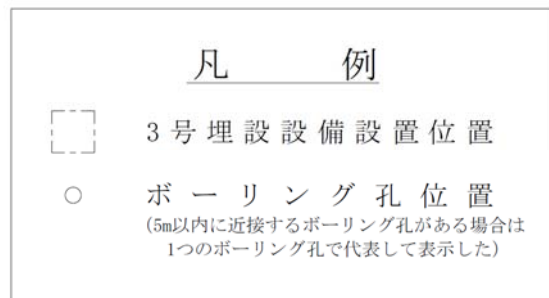 凡 例
3号埋設設備設置位置
ボーリング孔位置
(5m以内に近接するボーリング孔がある場合は
1つのボーリング孔で代表して表示した)